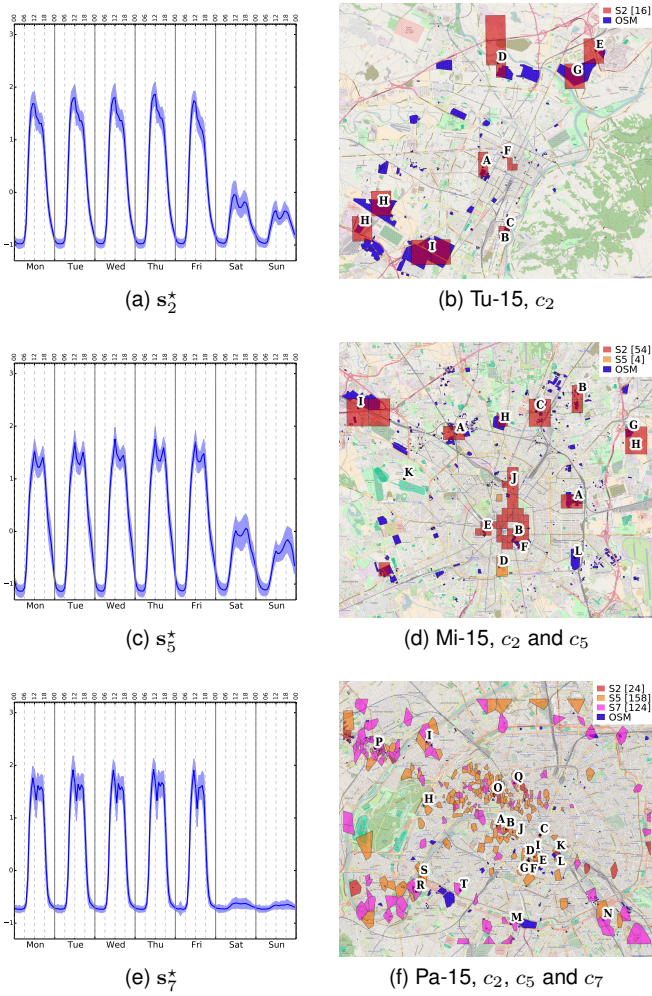 00 06 12 18 00 06 12 18 00 06 12 18 00 06 12 18 00 06 12 18 00 06 12 18 00 06 12 18 00
2
1
0
−1
Mon Tue Wed Thu Fri Sat Sun
(a) s₂*
S2 [16]
OSM
E
D
G
F
A
H
H
C
B
I
(b) Tu-15, c₂
00 06 12 18 00 06 12 18 00 06 12 18 00 06 12 18 00 06 12 18 00 06 12 18 00 06 12 18 00
3
2
1
0
−1
Mon Tue Wed Thu Fri Sat Sun
(c) s₅*
S2 [54]
S5 [4]
OSM
B
I
C
H
G
A
H
K
J
A
E B
F
D
L
(d) Mi-15, c₂ and c₅
00 06 12 18 00 06 12 18 00 06 12 18 00 06 12 18 00 06 12 18 00 06 12 18 00 06 12 18 00
3
2
1
0
−1
Mon Tue Wed Thu Fri Sat Sun
(e) s₇*
S2 [24]
S5 [158]
S7 [124]
OSM
I
P
Q
O
H
A B J C
I K
D
E L
G F
S
R T
N
M
(f) Pa-15, c₂, c₅ and c₇